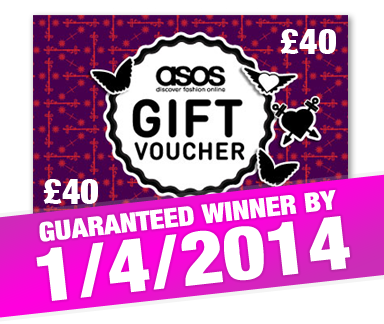 £40
asos
discover fashion online
GIFT
VOUCHER
£40
GUARANTEED WINNER BY
1/4/2014